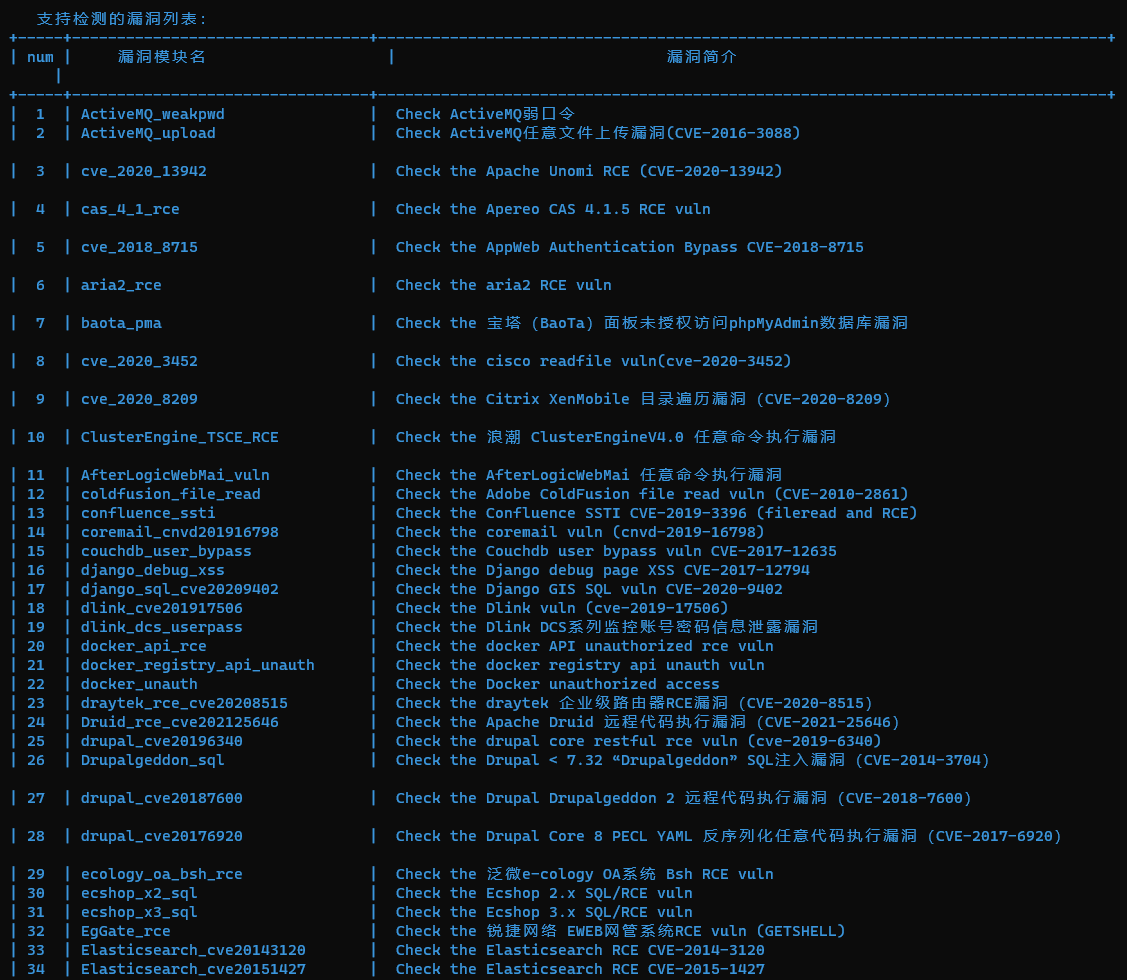 支持检测的漏洞列表:
+-----+---------------------------------+---------------------------------------------------------------------------------+
| num |     漏洞模块名                    |                              漏洞简介
     |
+-----+---------------------------------+---------------------------------------------------------------------------------+
|  1  | ActiveMQ_weakpwd                |  Check ActiveMQ弱口令
|  2  | ActiveMQ_upload                 |  Check ActiveMQ任意文件上传漏洞(CVE-2016-3088)
|  3  | cve_2020_13942                  |  Check the Apache Unomi RCE (CVE-2020-13942)
|  4  | cas_4_1_rce                     |  Check the Apereo CAS 4.1.5 RCE vuln
|  5  | cve_2018_8715                   |  Check the AppWeb Authentication Bypass CVE-2018-8715
|  6  | aria2_rce                       |  Check the aria2 RCE vuln
|  7  | baota_pma                       |  Check the 宝塔 (BaoTa) 面板未授权访问phpMyAdmin数据库漏洞
|  8  | cve_2020_3452                   |  Check the cisco readfile vuln(cve-2020-3452)
|  9  | cve_2020_8209                   |  Check the Citrix XenMobile 目录遍历漏洞 (CVE-2020-8209)
| 10  | ClusterEngine_TSCE_RCE          |  Check the 浪潮 ClusterEngineV4.0 任意命令执行漏洞
| 11  | AfterLogicWebMai_vuln           |  Check the AfterLogicWebMai 任意命令执行漏洞
| 12  | coldfusion_file_read            |  Check the Adobe ColdFusion file read vuln (CVE-2010-2861)
| 13  | confluence_ssti                 |  Check the Confluence SSTI CVE-2019-3396 (fileread and RCE)
| 14  | coremail_cnvd201916798          |  Check the coremail vuln (cnvd-2019-16798)
| 15  | couchdb_user_bypass             |  Check the Couchdb user bypass vuln CVE-2017-12635
| 16  | django_debug_xss                |  Check the Django debug page XSS CVE-2017-12794
| 17  | django_sql_cve20209402          |  Check the Django GIS SQL vuln CVE-2020-9402
| 18  | dlink_cve201917506              |  Check the Dlink vuln (cve-2019-17506)
| 19  | dlink_dcs_userpass              |  Check the Dlink DCS系列监控账号密码信息泄露漏洞
| 20  | docker_api_rce                  |  Check the docker API unauthorized rce vuln
| 21  | docker_registry_api_unauth      |  Check the docker registry api unauth vuln
| 22  | docker_unauth                   |  Check the Docker unauthorized access
| 23  | draytek_rce_cve20208515         |  Check the draytek 企业级路由器RCE漏洞 (CVE-2020-8515)
| 24  | Druid_rce_cve202125646          |  Check the Apache Druid 远程代码执行漏洞 (CVE-2021-25646)
| 25  | drupal_cve20196340              |  Check the drupal core restful rce vuln (cve-2019-6340)
| 26  | Drupalgeddon_sql                |  Check the Drupal < 7.32 “Drupalgeddon” SQL注入漏洞 (CVE-2014-3704)
| 27  | drupal_cve20187600              |  Check the Drupal Drupalgeddon 2 远程代码执行漏洞 (CVE-2018-7600)
| 28  | drupal_cve20176920              |  Check the Drupal Core 8 PECL YAML 反序列化任意代码执行漏洞 (CVE-2017-6920)
| 29  | ecology_oa_bsh_rce              |  Check the 泛微e-cology OA系统 Bsh RCE vuln
| 30  | ecshop_x2_sql                   |  Check the Ecshop 2.x SQL/RCE vuln
| 31  | ecshop_x3_sql                   |  Check the Ecshop 3.x SQL/RCE vuln
| 32  | EgGate_rce                      |  Check the 锐捷网络 EWEB网管系统RCE vuln (GETSHELL)
| 33  | Elasticsearch_cve20143120       |  Check the Elasticsearch RCE CVE-2014-3120
| 34  | Elasticsearch_cve20151427       |  Check the Elasticsearch RCE CVE-2015-1427